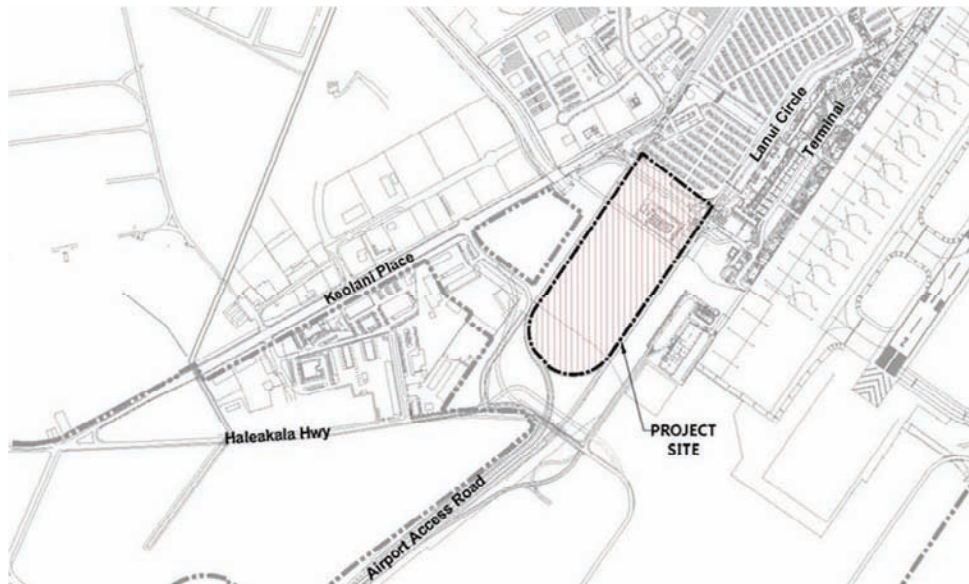 Lanui Circle
Terminal
Keolani Place
PROJECT
SITE
Haleakala Hwy
Airport Access Road